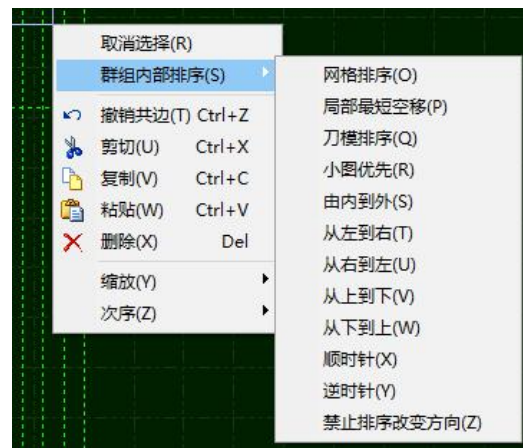 取消选择(R)
群组内部排序(S)
撤销共边(T) Ctrl+Z
剪切(U) Ctrl+X
复制(V) Ctrl+C
粘贴(W) Ctrl+V
删除(X) Del
缩放(Y)
次序(Z)
网格排序(O)
局部最短空移(P)
刀模排序(Q)
小图优先(R)
由内到外(S)
从左到右(T)
从右到左(U)
从上到下(V)
从下到上(W)
顺时针(X)
逆时针(Y)
禁止排序改变方向(Z)